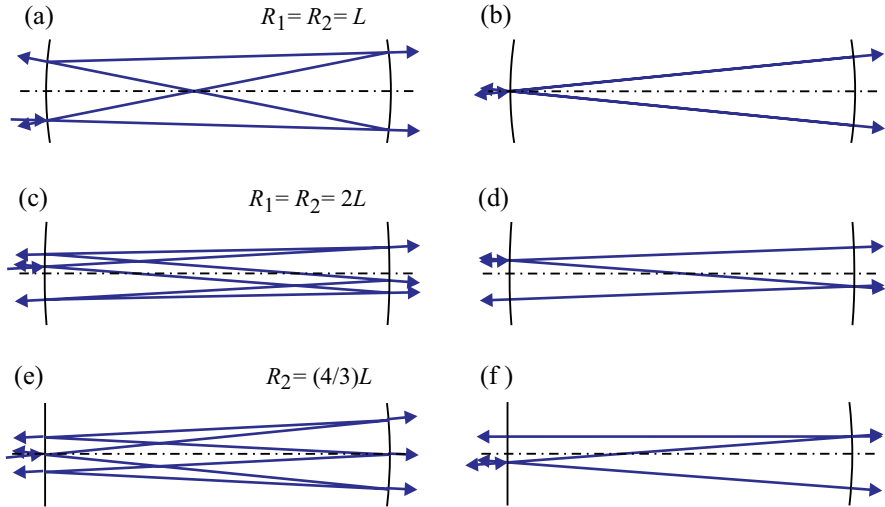 (a) R₁= R₂= L (b)
(c) R₁= R₂= 2L (d)
(e) R₂= (4/3)L (f )